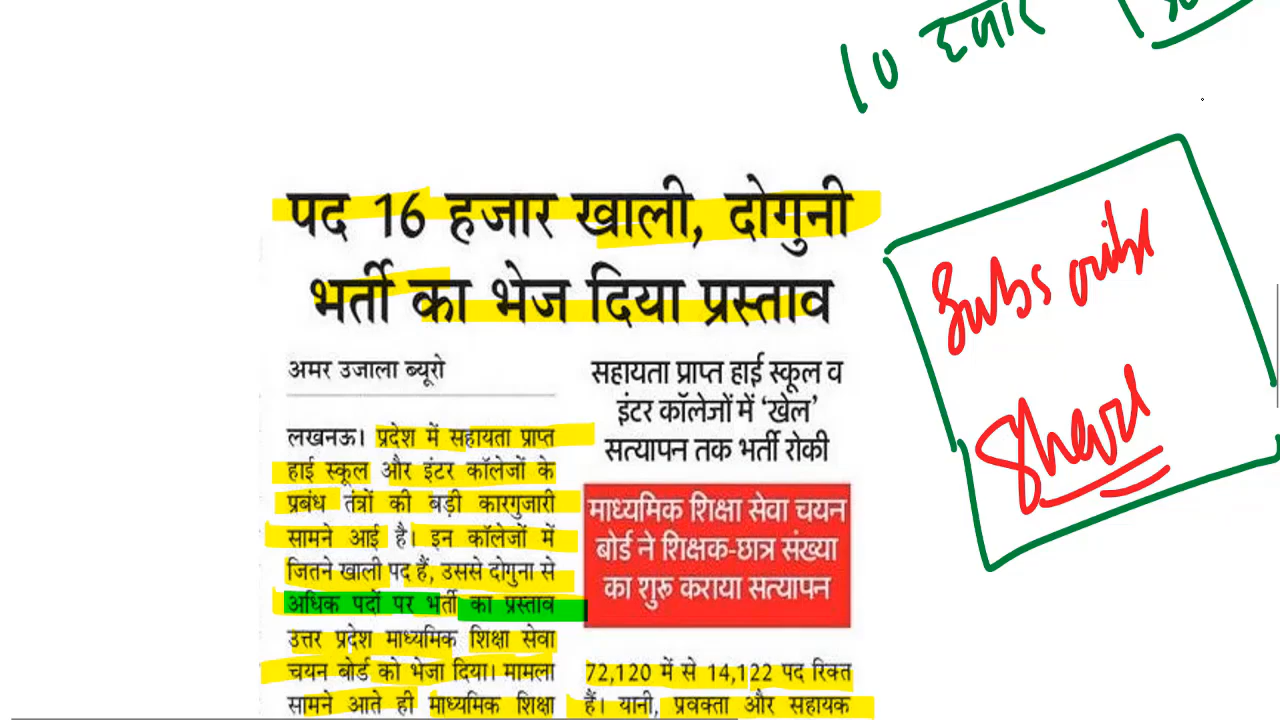 10 हजार
पद 16 हजार खाली, दोगुनी
भर्ती का भेज दिया प्रस्ताव
अमर उजाला ब्यूरो
लखनऊ। प्रदेश में सहायता प्राप्त
हाई स्कूल और इंटर कॉलेजों के
प्रबंध तंत्रों की बड़ी कारगुजारी
सामने आई है। इन कॉलेजों में
जितने खाली पद हैं, उससे दोगुना से
अधिक पदों पर भर्ती का प्रस्ताव
उत्तर प्रदेश माध्यमिक शिक्षा सेवा
चयन बोर्ड को भेजा दिया। मामला
सामने आते ही माध्यमिक शिक्षा
सहायता प्राप्त हाई स्कूल व
इंटर कॉलेजों में ‘खेल’
सत्यापन तक भर्ती रोकी
माध्यमिक शिक्षा सेवा चयन
बोर्ड ने शिक्षक-छात्र संख्या
का शुरू कराया सत्यापन
72,120 में से 14,122 पद रिक्त
हैं। यानी, प्रवक्ता और सहायक
Subscribe